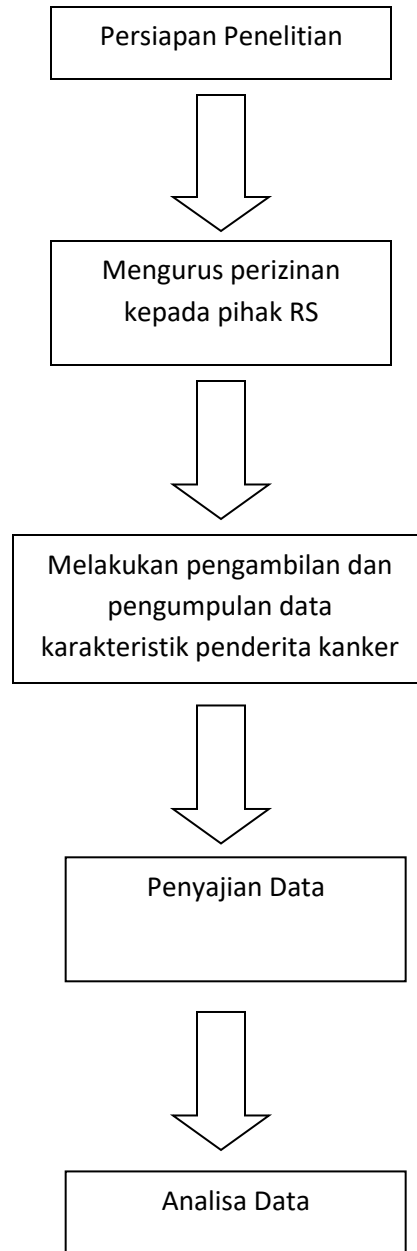 Persiapan Penelitian
Mengurus perizinan
kepada pihak RS
Melakukan pengambilan dan
pengumpulan data
karakteristik penderita kanker
Penyajian Data
Analisa Data